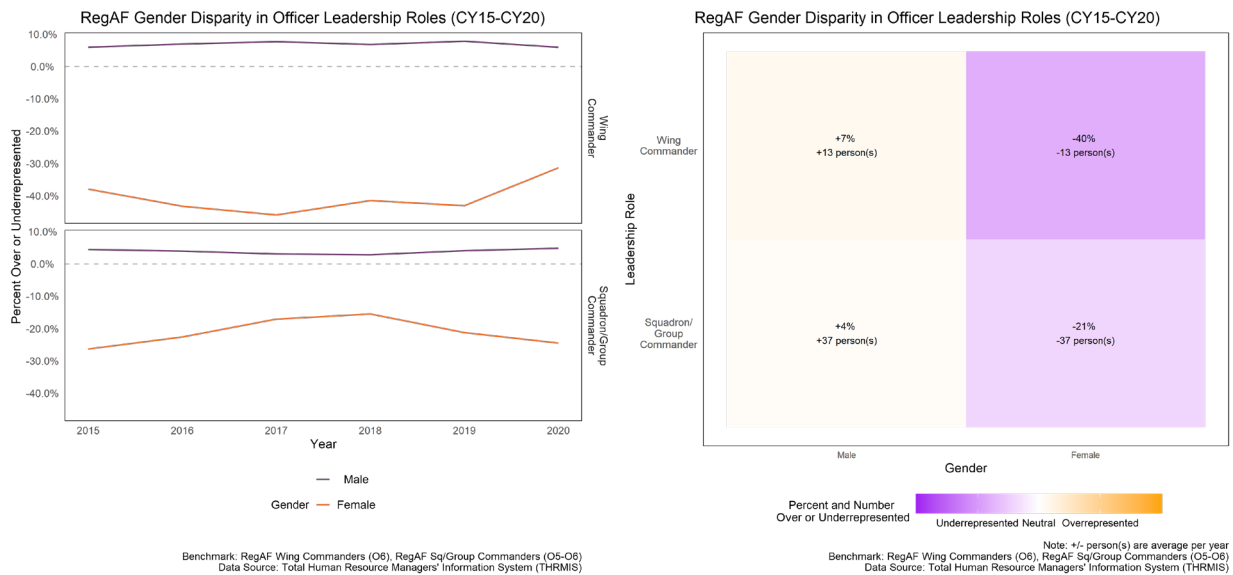 RegAF Gender Disparity in Officer Leadership Roles (CY15-CY20)
Percent Over or Underrepresented
10.0%
0.0%
-10.0%
-20.0%
-30.0%
-40.0%
Wing
Commander
10.0%
0.0%
-10.0%
-20.0%
-30.0%
-40.0%
Squadron/Group
Commander
2015
2016
2017
2018
2019
2020
Year
Male
Gender
Female
Benchmark: RegAF Wing Commanders (O6), RegAF Sq/Group Commanders (O5-O6)
Data Source: Total Human Resource Managers' Information System (THRMIS)
RegAF Gender Disparity in Officer Leadership Roles (CY15-CY20)
Leadership Role
Wing
Commander
+7%
+13 person(s)
-40%
-13 person(s)
Squadron/
Group
Commander
+4%
+37 person(s)
-21%
-37 person(s)
Male
Female
Gender
Percent and Number
Over or Underrepresented
Underrepresented Neutral Overrepresented
Note: +/- person(s) are average per year
Benchmark: RegAF Wing Commanders (O6), RegAF Sq/Group Commanders (O5-O6)
Data Source: Total Human Resource Managers' Information System (THRMIS)